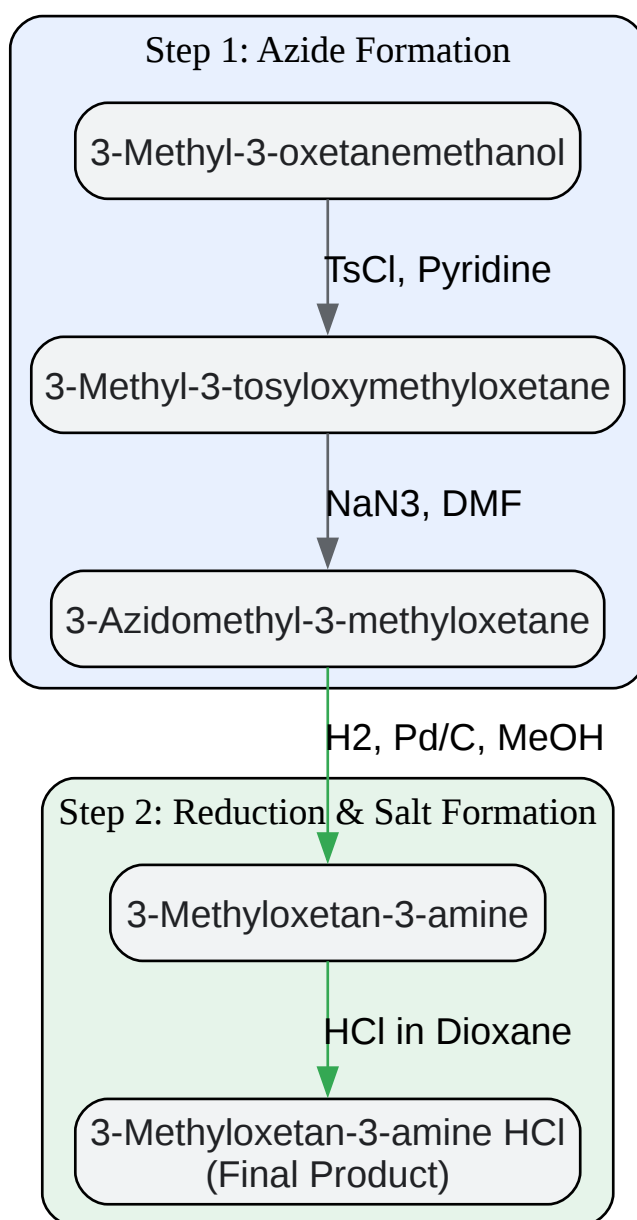 Step 1: Azide Formation
3-Methyl-3-oxetanemethanol
TsCl, Pyridine
3-Methyl-3-tosyloxymethyloxetane
NaN3, DMF
3-Azidomethyl-3-methyloxetane
H2, Pd/C, MeOH
Step 2: Reduction & Salt Formation
3-Methyloxetan-3-amine
HCl in Dioxane
3-Methyloxetan-3-amine HCl
(Final Product)